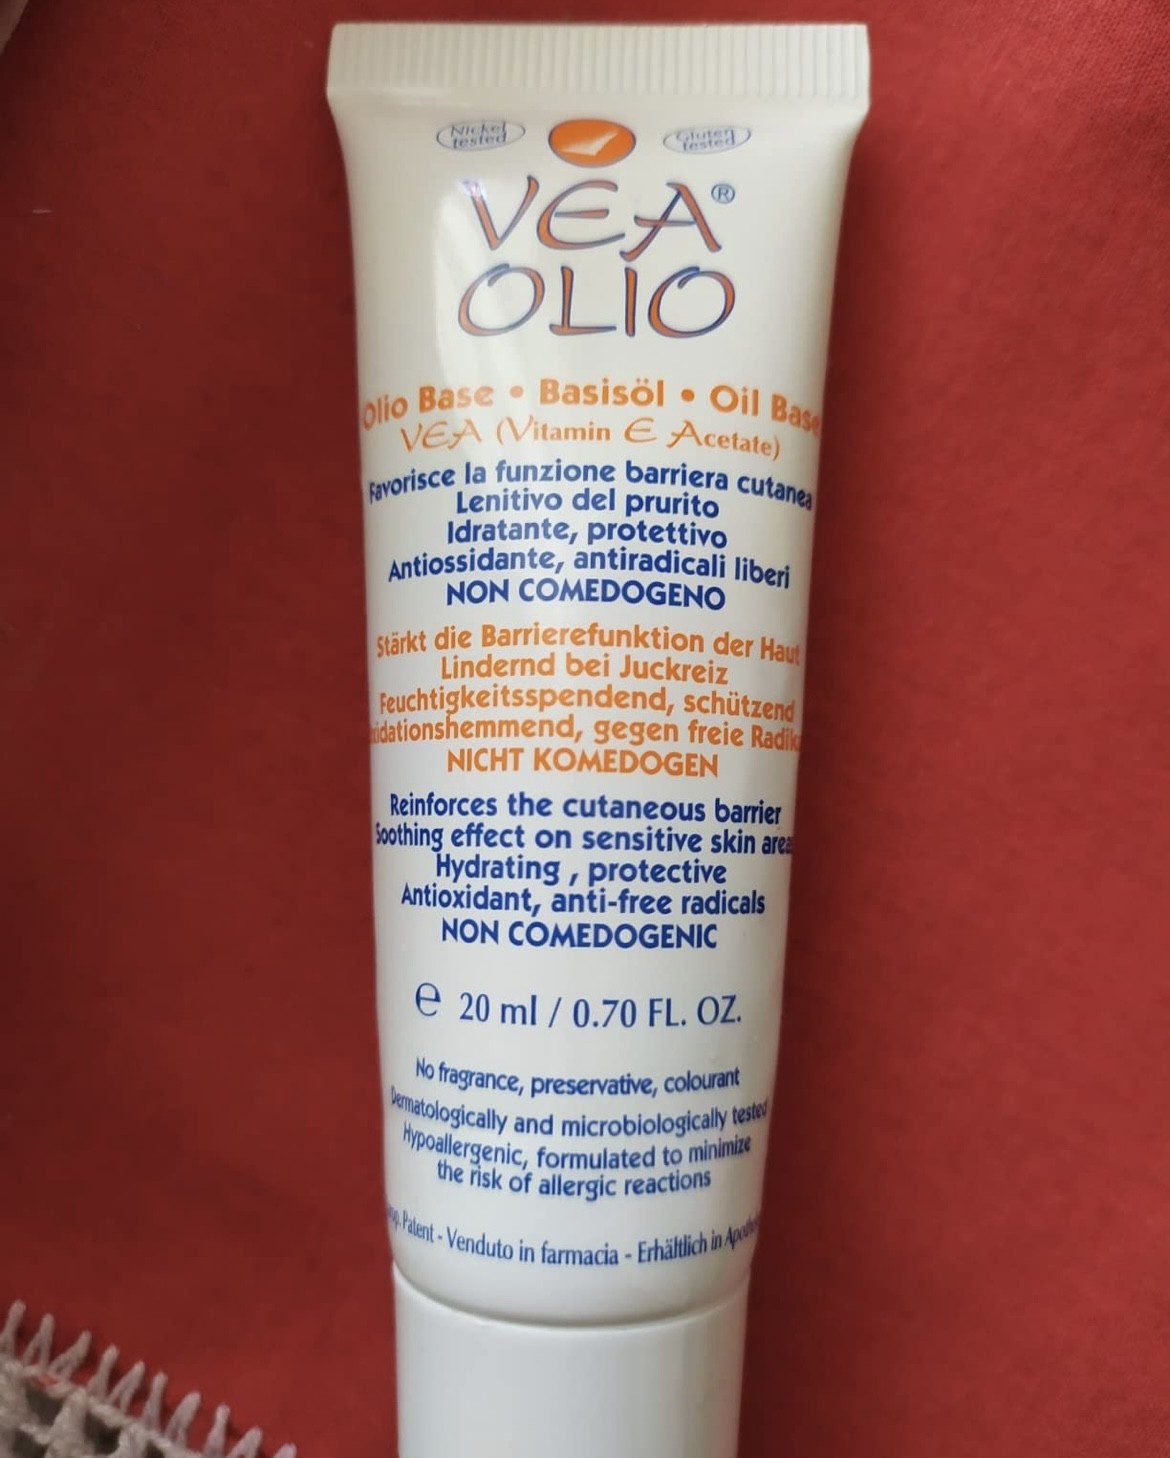 Nickel tested
Gluten tested
VEA®
OLIO
Olio Base • Basisöl • Oil Base
VEA (Vitamin E Acetate)
Favorisce la funzione barriera cutanea
Lenitivo del prurito
Idratante, protettivo
Antiossidante, antiradicali liberi
NON COMEDOGENO
Stärkt die Barrierefunktion der Haut
Lindernd bei Juckreiz
Feuchtigkeitsspendend, schützend
gegen freie
NICHT KOMEDOGEN
Reinforces the cutaneous barrier
Soothing effect on sensitive skin
Hydrating , protective
Antioxidant, anti-free radicals
NON COMEDOGENIC
e 20 ml / 0.70 FL. OZ.
No fragrance, preservative, colourant
Dermatologically and microbiologically tested
Hypoallergenic, formulated to minimize
the risk of allergic reactions
Patent - Venduto in farmacia - Erhältlich in